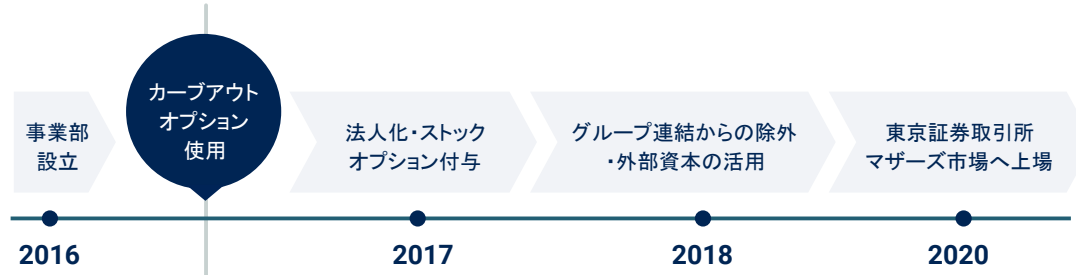 カーブアウト
オプション
使用
事業部
設立
法人化・ストック
オプション付与
グループ連結からの除外
・外部資本の活用
東京証券取引所
マザーズ市場へ上場
2016
2017
2018
2020